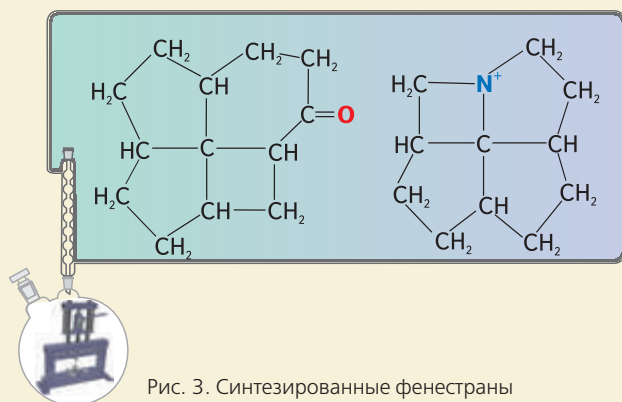 CH₂ CH₂ CH₂
H₂C CH
C=O
HC C CH
H₂C CH CH₂
CH₂
CH₂
H₂C N⁺ CH₂
HC C CH
CH₂ CH CH₂
CH₂ CH₂
Рис. 3. Синтезированные фенестраны